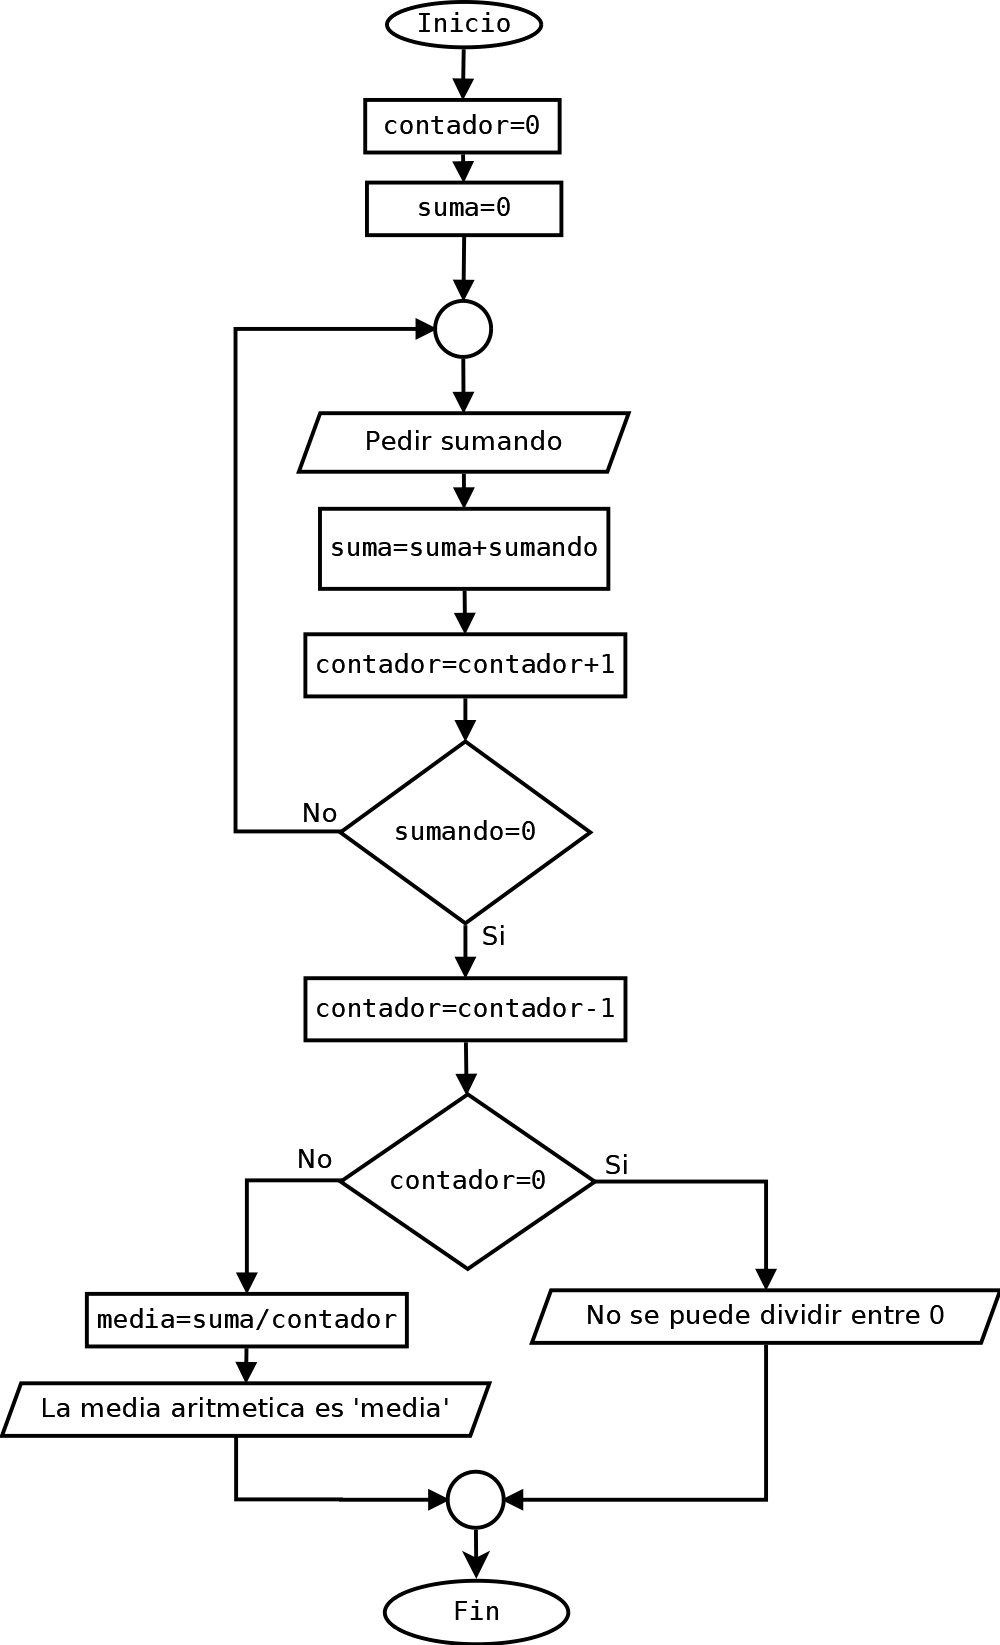 Inicio
contador=0
suma=0
Pedir sumando
suma=suma+sumando
contador=contador+1
No
sumando=0
Si
contador=contador-1
No
Si
contador=0
media=suma/contador
No se puede dividir entre 0
La media aritmetica es 'media'
Fin